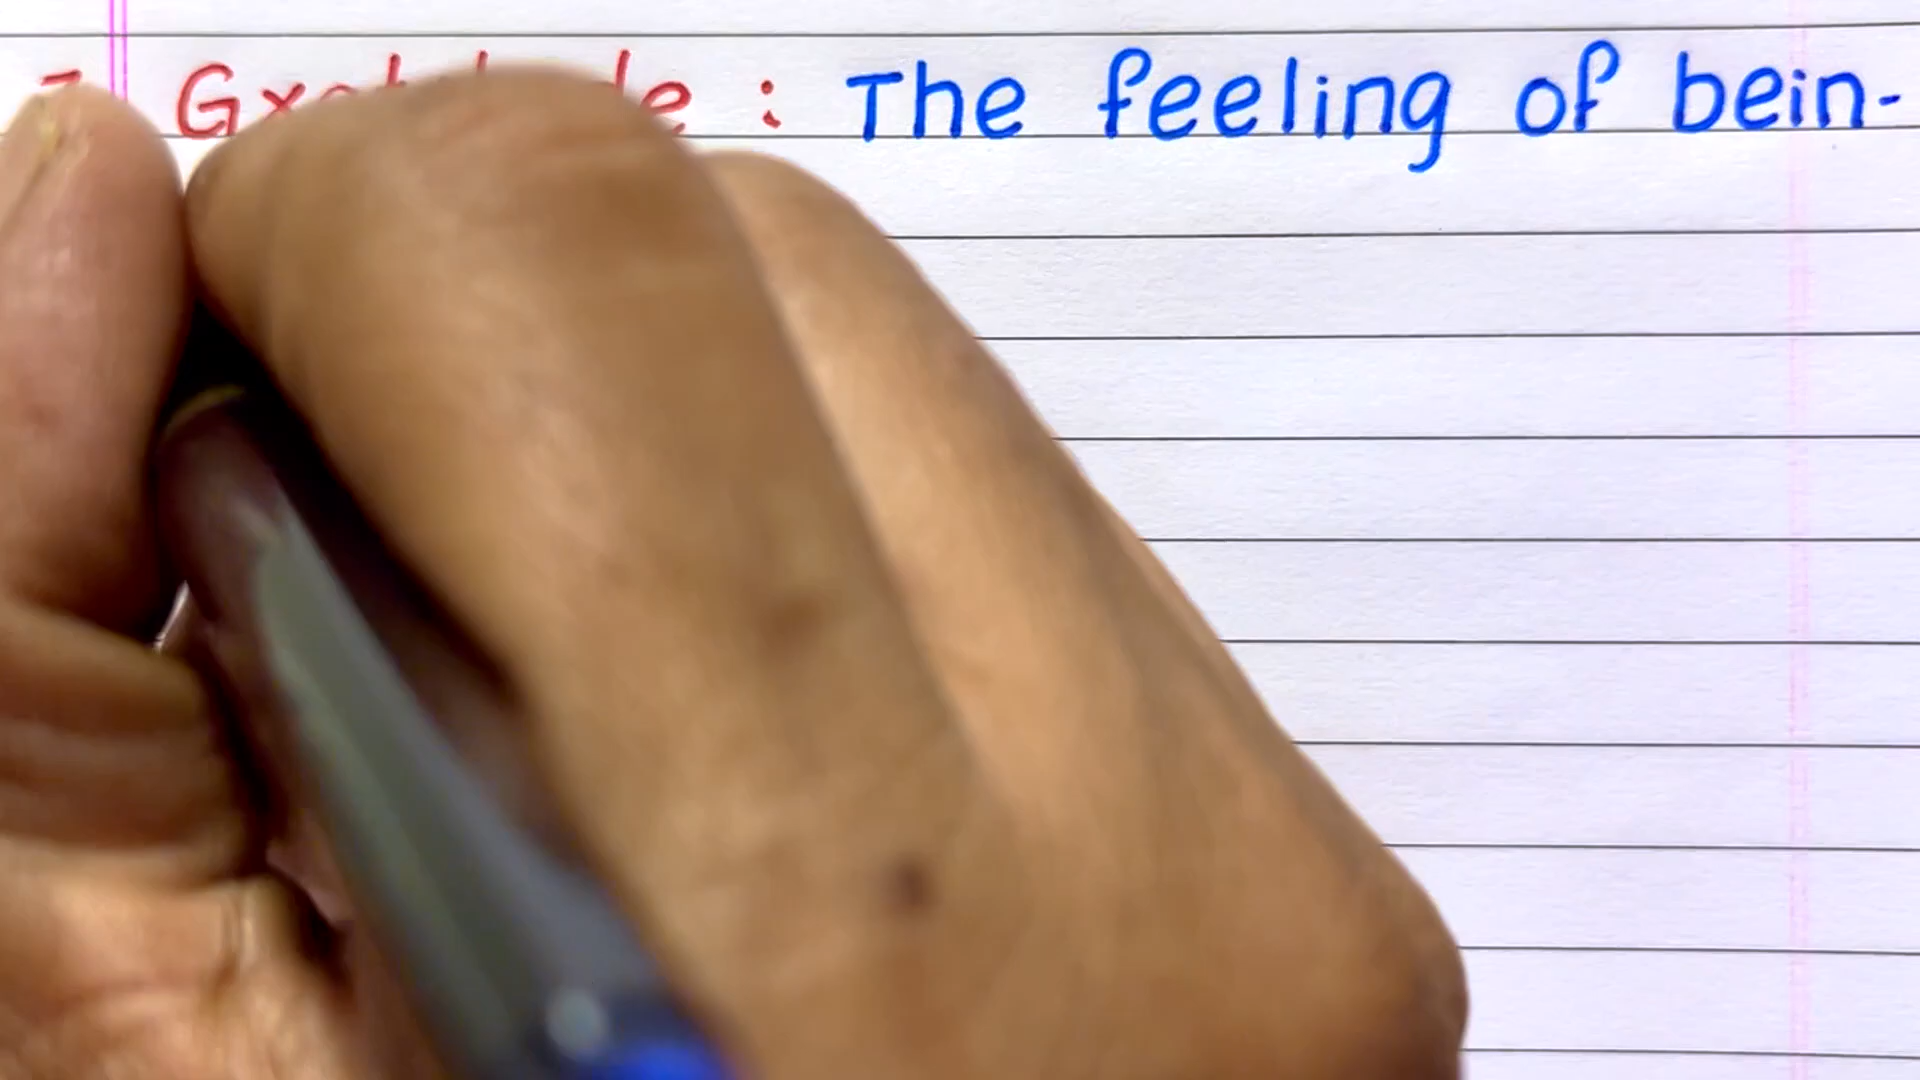 : The feeling of bein-